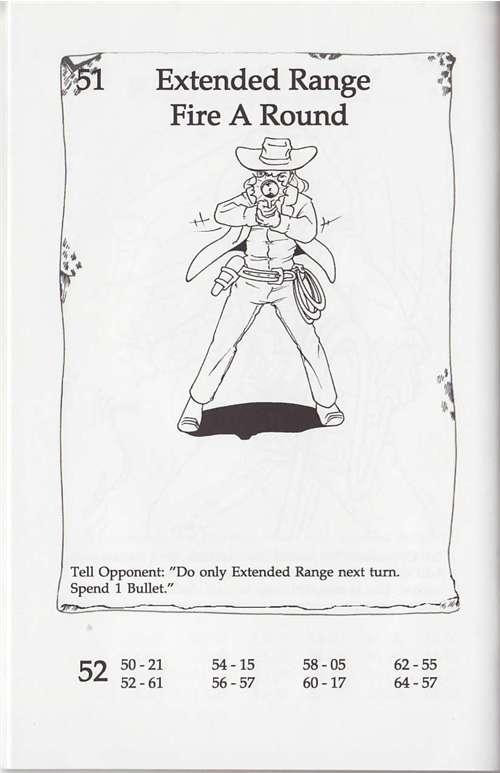 51
Extended Range
Fire A Round
Tell Opponent: "Do only Extended Range next turn.
Spend 1 Bullet."
52
50 - 21 54 - 15 58 - 05 62 - 55
52 - 61 56 - 57 60 - 17 64 - 57